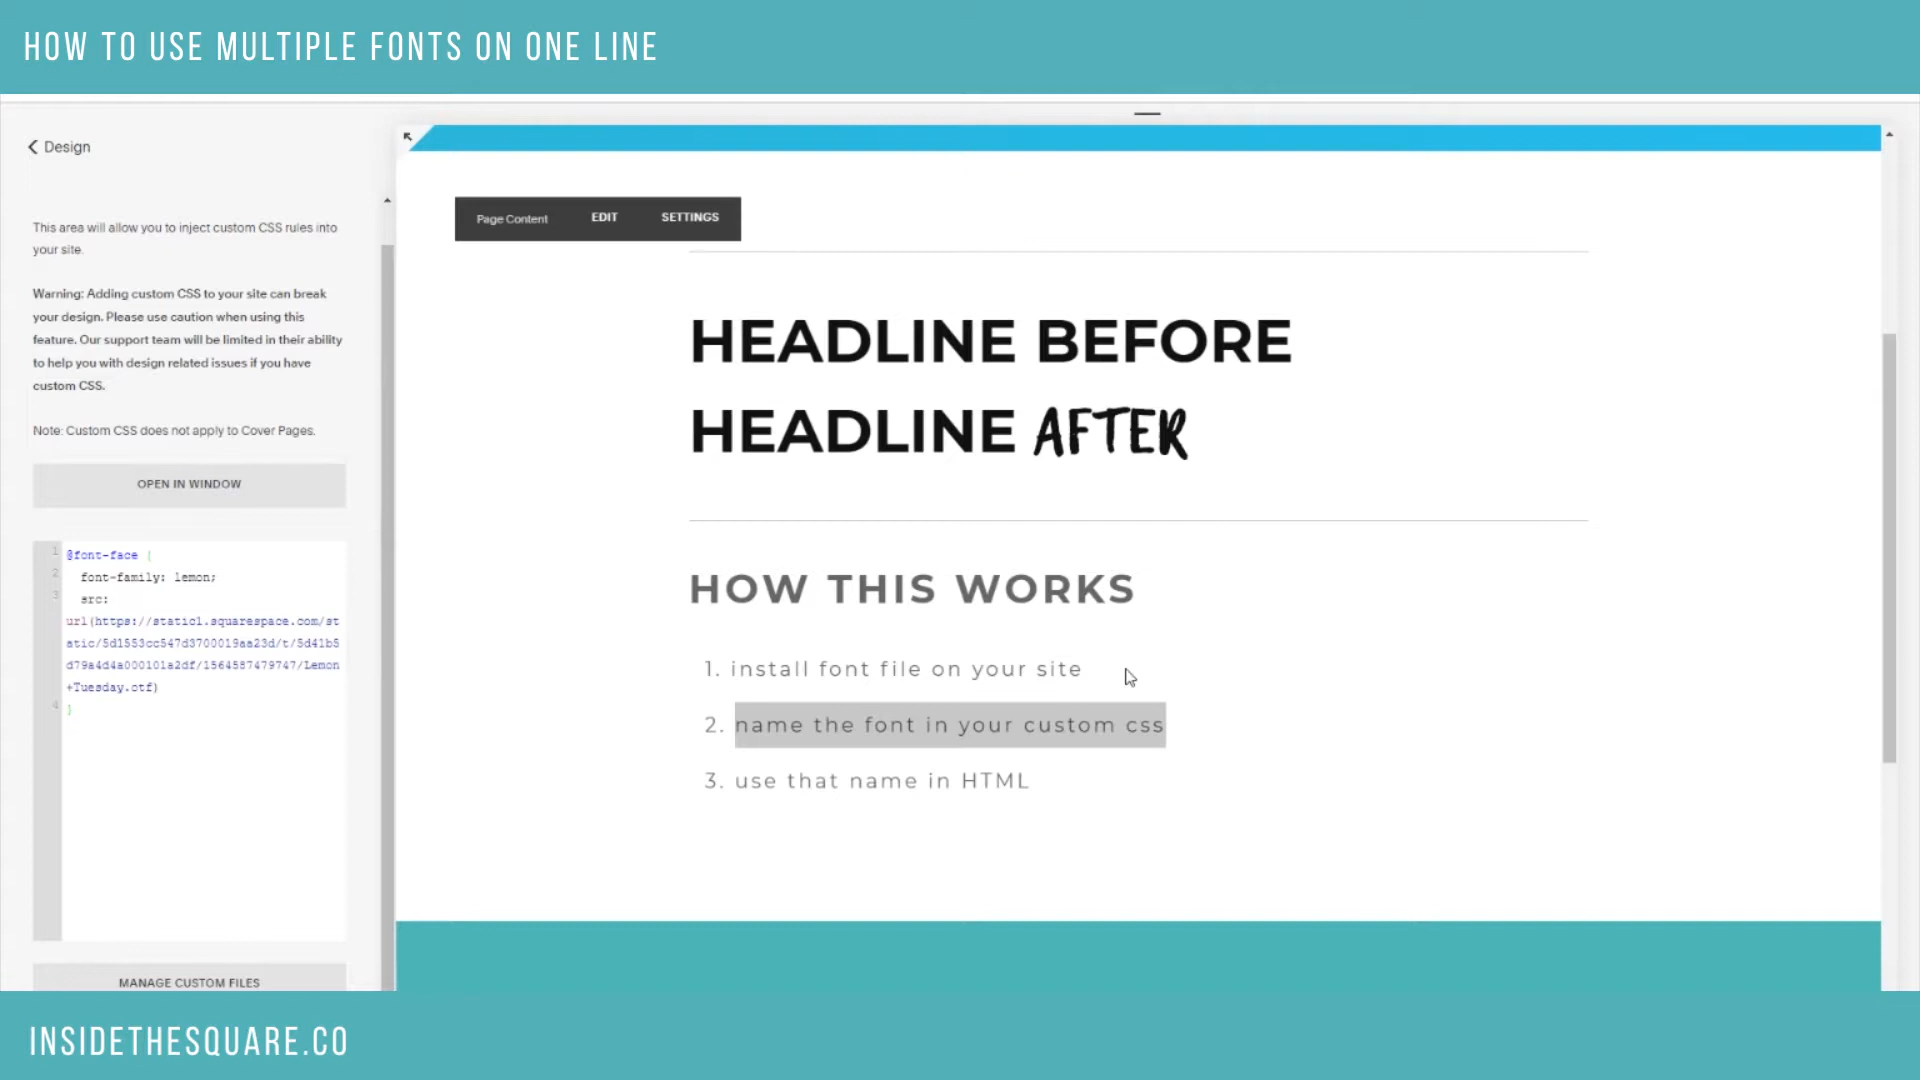 HOW TO USE MULTIPLE FONTS ON ONE LINE
Design
This area will allow you to inject custom CSS rules into
your site.
Warning: Adding custom CSS to your site can break
your design. Please use caution when using this
feature. Our support team will be limited in their ability
to help you with design related issues if you have
custom CSS.
Note: Custom CSS does not apply to Cover Pages.
OPEN IN WINDOW
1 @font-face {
2 font-family: lemon;
3 src:
url(https://static1.squarespace.com/st
atic/5d1553cc547d3700019aa23d/t/5d41b5
d79a4d4a000101a2df/1564587479747/Lemon
+Tuesday.otf)
4 }
MANAGE CUSTOM FILES
Page Content EDIT SETTINGS
HEADLINE BEFORE
HEADLINE AFTER
HOW THIS WORKS
1. install font file on your site
2. name the font in your custom css
3. use that name in HTML
INSIDETHESQUARE.CO